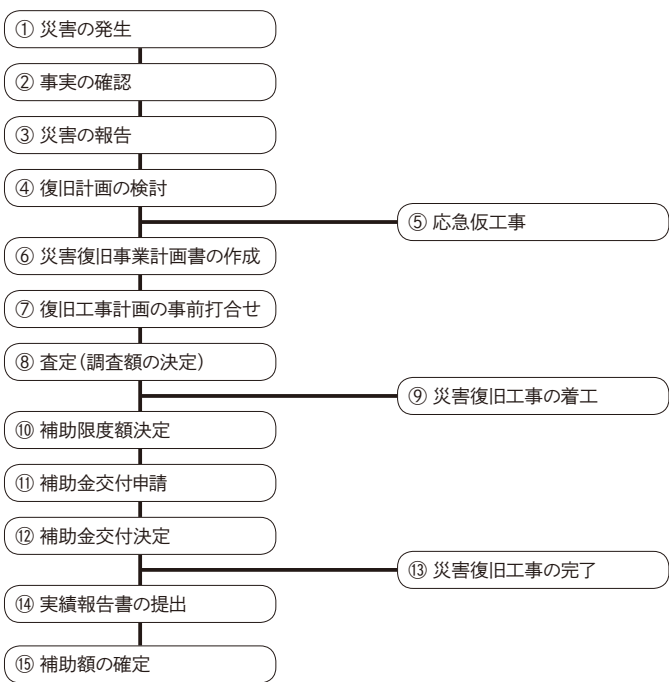 ① 災害の発生
② 事実の確認
③ 災害の報告
④ 復旧計画の検討
⑤ 応急仮工事
⑥ 災害復旧事業計画書の作成
⑦ 復旧工事計画の事前打合せ
⑧ 査定(調査額の決定)
⑨ 災害復旧工事の着工
⑩ 補助限度額決定
⑪ 補助金交付申請
⑫ 補助金交付決定
⑬ 災害復旧工事の完了
⑭ 実績報告書の提出
⑮ 補助額の確定